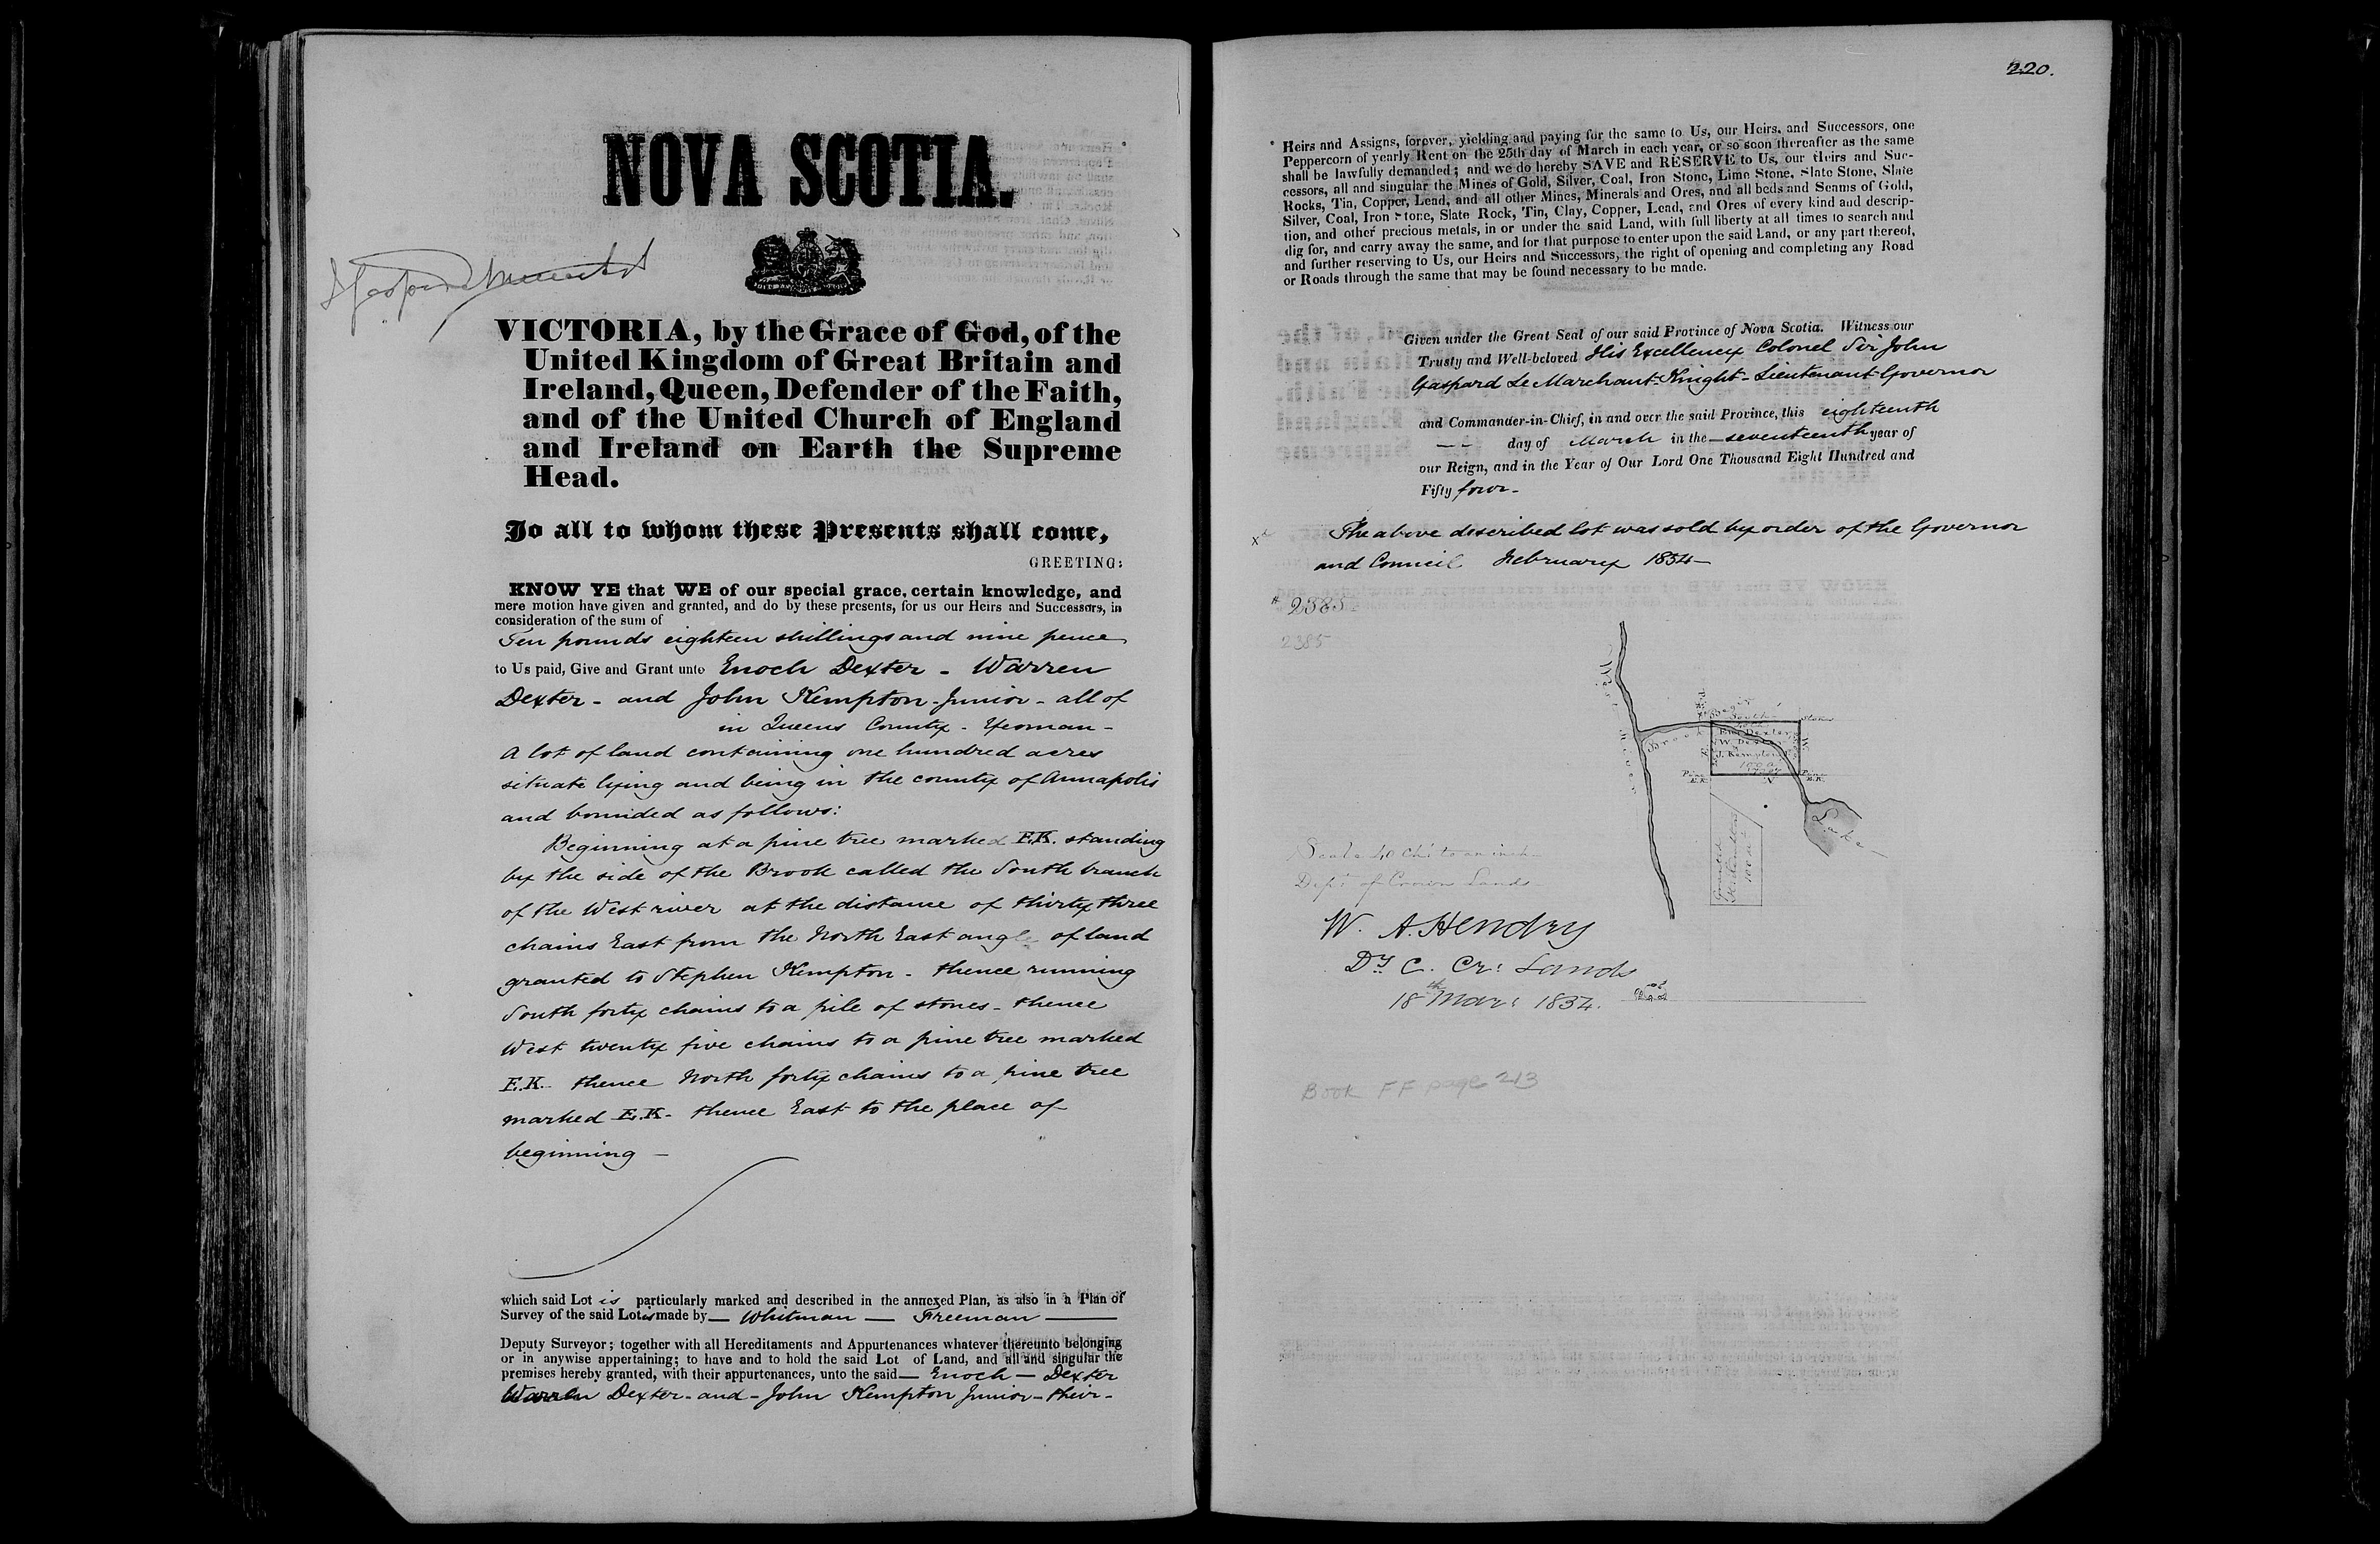 NOVA SCOTIA.
VICTORIA, by the Grace of God, of the
United Kingdom of Great Britain and
Ireland, Queen, Defender of the Faith,
and of the United Church of England
and Ireland on Earth the Supreme
Head.
To all to whom these Presents shall come,
GREETING:
KNOW YE that WE of our special grace, certain knowledge, and
mere motion have given and granted, and do by these presents, for us our Heirs and Successors, in
consideration of the sum of
Ten pounds eighteen shillings and nine pence
to Us paid, Give and Grant unto Enoch Dexter - Warren
Dexter - and John Kempton - Junior - all of
in Queens County - Yeoman -
A lot of land containing one hundred acres
situate lying and being in the county of Annapolis
and bounded as follows:
Beginning at a pine tree marked E.K. standing
by the side of the Brook called the South branch
of the West river at the distance of thirty three
chains East from the North East angle of land
granted to Stephen Kempton - thence running
South forty chains to a pile of stones - thence
West twenty five chains to a pine tree marked
E.K. thence North forty chains to a pine tree
marked E.K. - thence East to the place of
beginning —
which said Lot is particularly marked and described in the annexed Plan, as also in a Plan of
Survey of the said Lot is made by — Whitman — Freeman —
Deputy Surveyor; together with all Hereditaments and Appurtenances whatever thereunto belonging
or in anywise appertaining; to have and to hold the said Lot of Land, and all and singular the
premises hereby granted, with their appurtenances, unto the said — Enoch — Dexter
Warren Dexter - and - John Kempton Junior - their -
220.
Heirs and Assigns, forever, yielding and paying for the same to Us, our Heirs, and Successors, one
Peppercorn of yearly Rent on the 25th day of March in each year, or so soon thereafter as the same
shall be lawfully demanded; and we do hereby SAVE and RESERVE to Us, our Heirs and Suc-
cessors, all and singular the Mines of Gold, Silver, Coal, Iron Stone, Lime Stone, Slate Stone, Slate
Rocks, Tin, Copper, Lead, and all other Mines, Minerals and Ores, and all beds and Seams of Gold,
Silver, Coal, Iron Stone, Slate Rock, Tin, Clay, Copper, Lead, and Ores of every kind and descrip-
tion, and other precious metals, in or under the said Land, with full liberty at all times to search and
dig for, and carry away the same, and for that purpose to enter upon the said Land, or any part thereof,
and further reserving to Us, our Heirs and Successors, the right of opening and completing any Road
or Roads through the same that may be found necessary to be made.
Given under the Great Seal of our said Province of Nova Scotia. Witness our
Trusty and Well-beloved His Excellency Colonel Sir John
Gaspard Le Marchant - Knight - Lieutenant Governor
and Commander-in-Chief, in and over the said Province, this eighteenth
day of March in the — seventeenth year of
our Reign, and in the Year of Our Lord One Thousand Eight Hundred and
Fifty four -
The above described lot was sold by order of the Governor
and Council February 1854 —
2385
2385
Brook
E. Dexter
W. Dexter
J. Kempton
100 a
Pine
E.K.
Pine
E.K.
Lake
Granted
100 a
Scale 40 chs to an inch
Dept of Crown Lands
W. A. Hendry
Dy C. Cr: Lands
18th Mar: 1854.
Book FF page 213